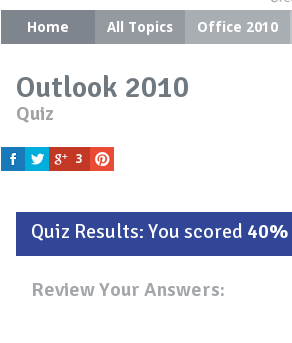 Home All Topics Office 2010
Outlook 2010
Quiz
f g+ 3
Quiz Results: You scored 40%
Review Your Answers: